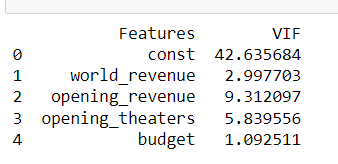 Features VIF
0 const 42.635684
1 world_revenue 2.997703
2 opening_revenue 9.312097
3 opening_theaters 5.839556
4 budget 1.092511